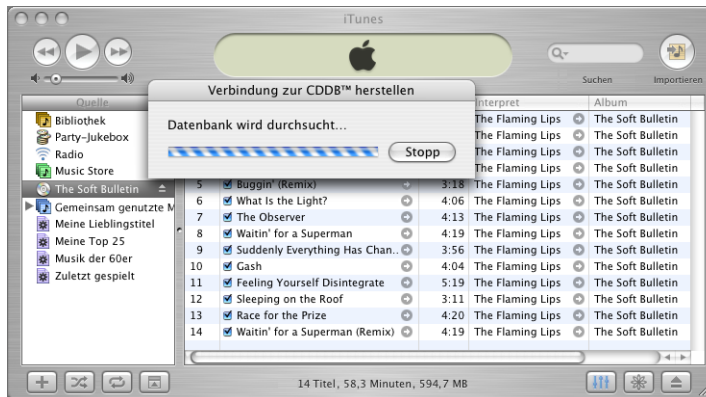 iTunes
Suchen
Importieren
Verbindung zur CDDB™ herstellen
Datenbank wird durchsucht...
Stopp
Quelle
Bibliothek
Party-Jukebox
Radio
Music Store
The Soft Bulletin
Gemeinsam genutzte M
Meine Lieblingstitel
Meine Top 25
Musik der 60er
Zuletzt gespielt
Interpret Album
The Flaming Lips The Soft Bulletin
The Flaming Lips The Soft Bulletin
The Flaming Lips The Soft Bulletin
The Flaming Lips The Soft Bulletin
5 Buggin' (Remix) 3:18 The Flaming Lips The Soft Bulletin
6 What Is the Light? 4:06 The Flaming Lips The Soft Bulletin
7 The Observer 4:13 The Flaming Lips The Soft Bulletin
8 Waitin' for a Superman 4:19 The Flaming Lips The Soft Bulletin
9 Suddenly Everything Has Chan... 3:56 The Flaming Lips The Soft Bulletin
10 Gash 4:04 The Flaming Lips The Soft Bulletin
11 Feeling Yourself Disintegrate 5:19 The Flaming Lips The Soft Bulletin
12 Sleeping on the Roof 3:11 The Flaming Lips The Soft Bulletin
13 Race for the Prize 4:20 The Flaming Lips The Soft Bulletin
14 Waitin' for a Superman (Remix) 4:19 The Flaming Lips The Soft Bulletin
14 Titel, 58,3 Minuten, 594,7 MB